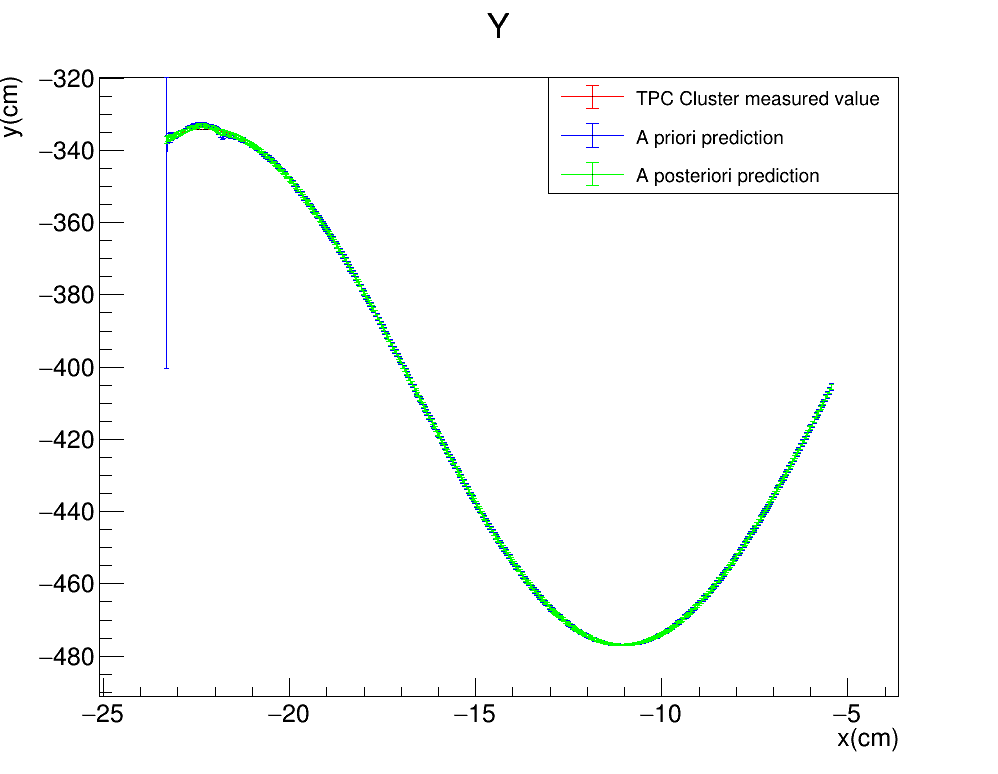 Y
y(cm)
−320
−340
−360
−380
−400
−420
−440
−460
−480
TPC Cluster measured value
A priori prediction
A posteriori prediction
−25
−20
−15
−10
−5
x(cm)